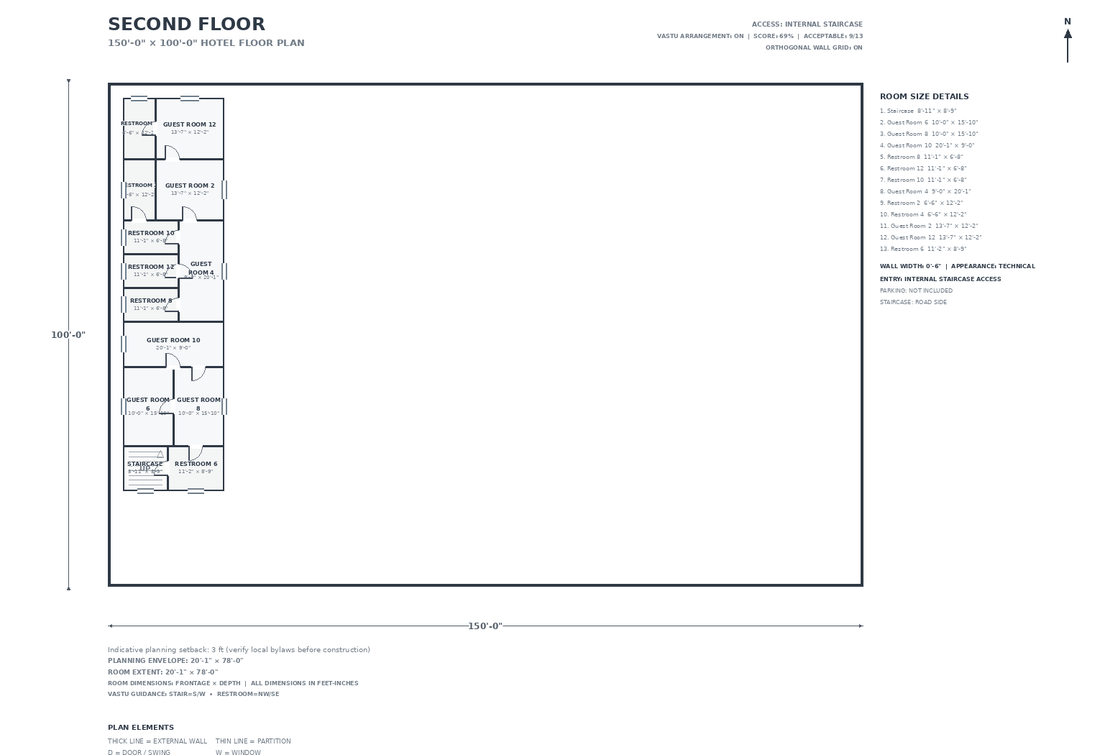 SECOND FLOOR
150'-0" × 100'-0" HOTEL FLOOR PLAN
ACCESS: INTERNAL STAIRCASE
VASTU ARRANGEMENT: ON | SCORE: 69% | ACCEPTABLE: 9/13
ORTHOGONAL WALL GRID: ON
N
ROOM SIZE DETAILS
1. Staircase 8'-11" × 8'-9"
2. Guest Room 6 10'-0" × 15'-10"
3. Guest Room 8 10'-0" × 15'-10"
4. Guest Room 10 20'-1" × 9'-0"
5. Restroom 8 11'-1" × 6'-8"
6. Restroom 12 11'-1" × 6'-8"
7. Restroom 10 11'-1" × 6'-8"
8. Guest Room 4 9'-0" × 20'-1"
9. Restroom 2 6'-6" × 12'-2"
10. Restroom 4 6'-6" × 12'-2"
11. Guest Room 2 13'-7" × 12'-2"
12. Guest Room 12 13'-7" × 12'-2"
13. Restroom 6 11'-2" × 8'-9"
WALL WIDTH: 0'-6" | APPEARANCE: TECHNICAL
ENTRY: INTERNAL STAIRCASE ACCESS
PARKING: NOT INCLUDED
STAIRCASE: ROAD SIDE
RESTROOM
GUEST ROOM 12
13'-7" × 12'-2"
RESTROOM
GUEST ROOM 2
13'-7" × 12'-2"
RESTROOM 10
11'-1" × 6'-8"
RESTROOM 12
11'-1" × 6'-8"
GUEST
ROOM 4
× 20'-1"
RESTROOM 8
11'-1" × 6'-8"
GUEST ROOM 10
20'-1" × 9'-0"
GUEST ROOM
6
10'-0" × 15'-10"
GUEST ROOM
8
10'-0" × 15'-10"
STAIRCASE
UP
RESTROOM 6
11'-2" × 8'-9"
100'-0"
150'-0"
Indicative planning setback: 3 ft (verify local bylaws before construction)
PLANNING ENVELOPE: 20'-1" × 78'-0"
ROOM EXTENT: 20'-1" × 78'-0"
ROOM DIMENSIONS: FRONTAGE × DEPTH | ALL DIMENSIONS IN FEET-INCHES
VASTU GUIDANCE: STAIR=S/W • RESTROOM=NW/SE
PLAN ELEMENTS
THICK LINE = EXTERNAL WALL THIN LINE = PARTITION
D = DOOR / SWING W = WINDOW